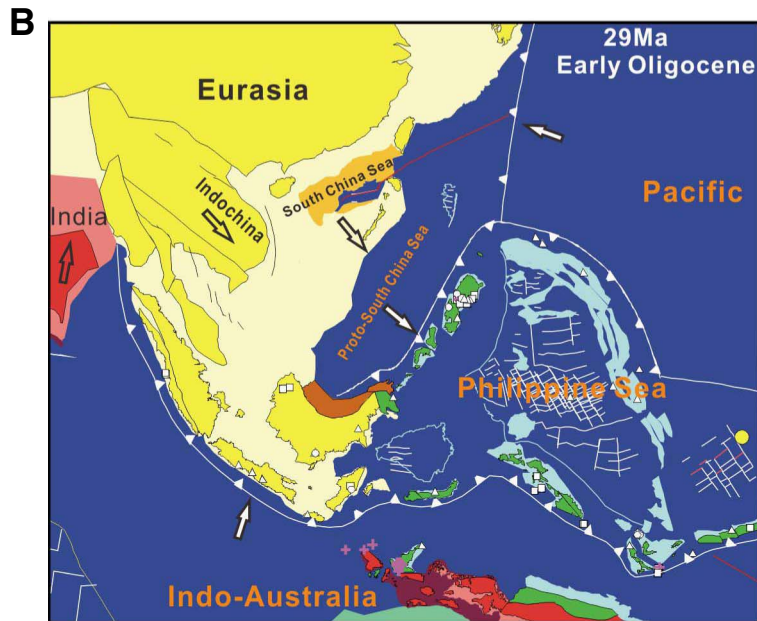 B
29Ma
Early Oligocene
Eurasia
South China Sea
Pacific
Indochina
India
Proto-South China Sea
Philippine Sea
Indo-Australia